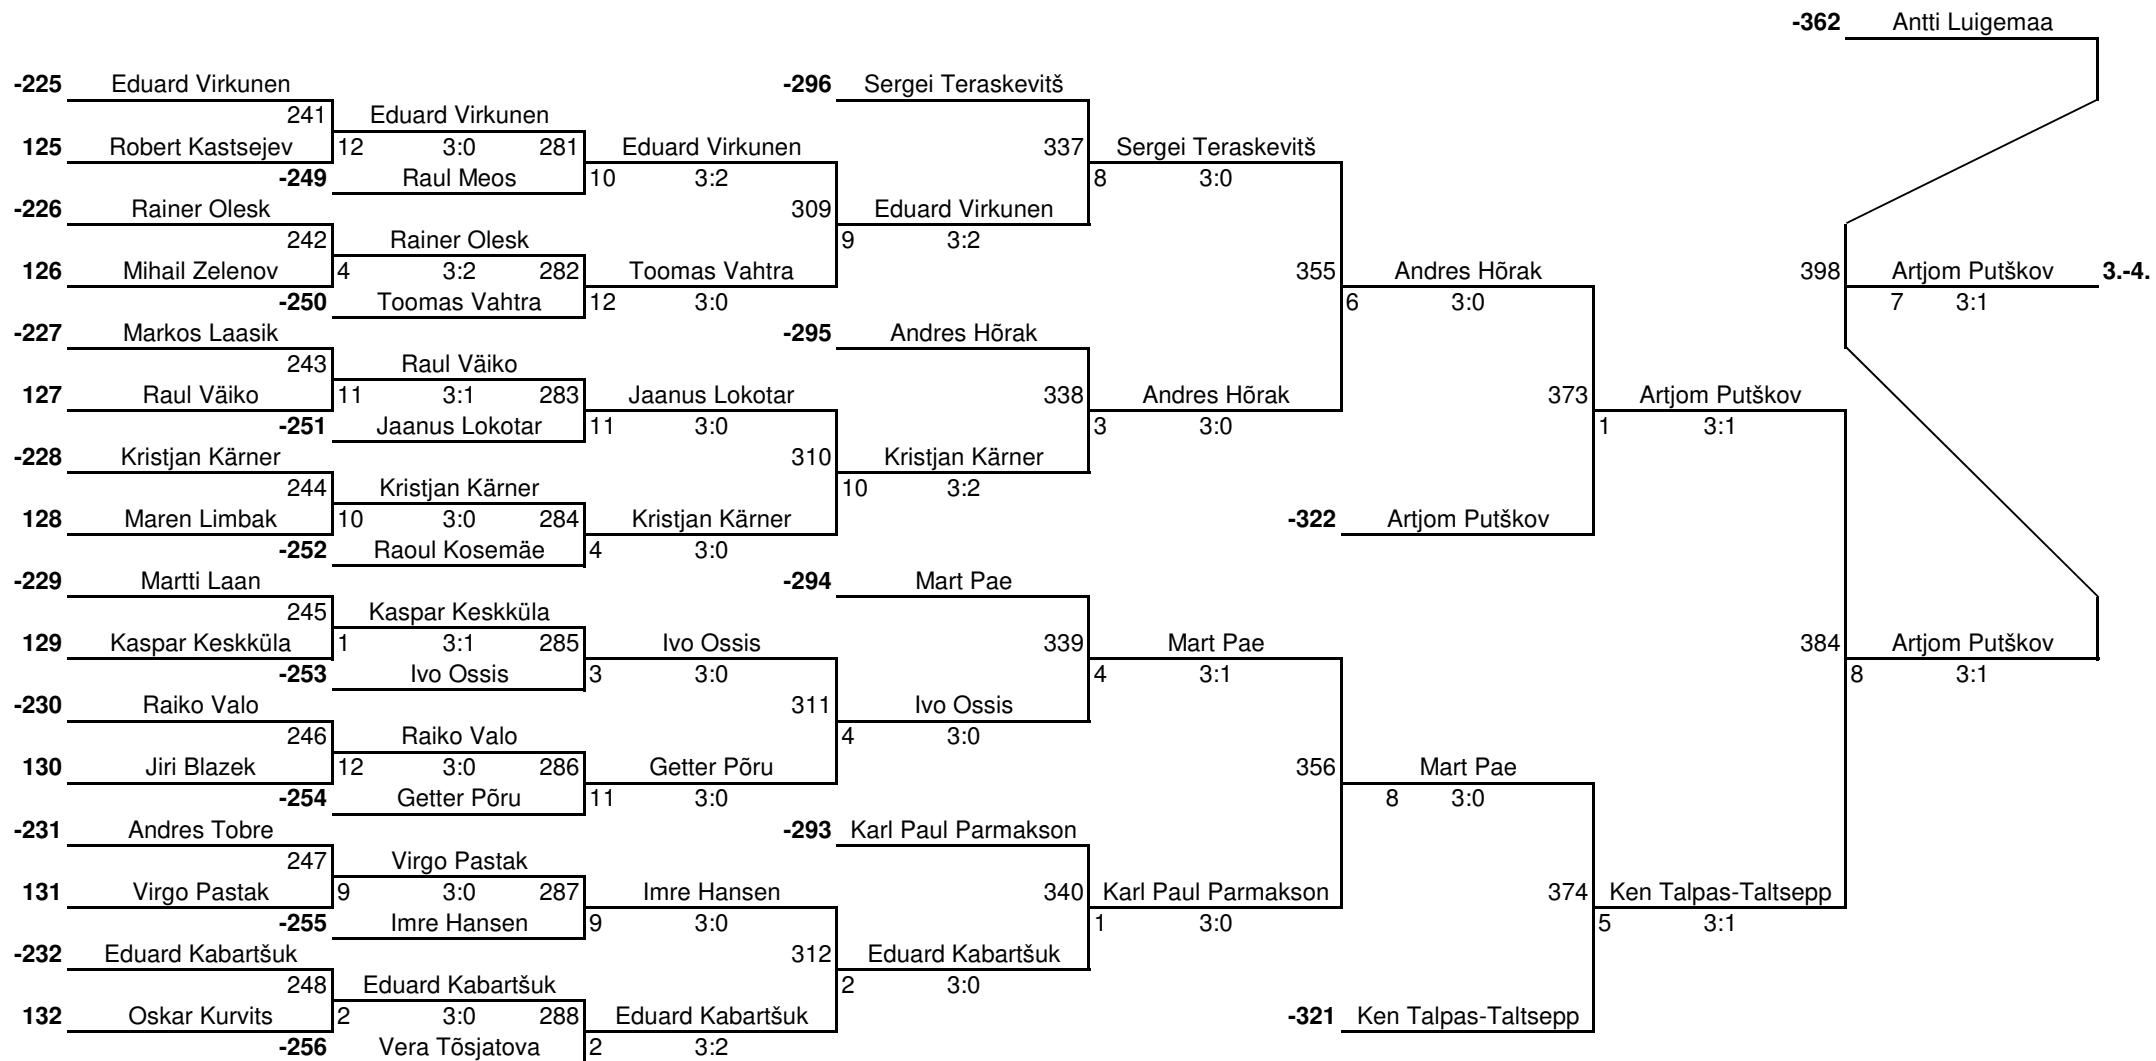 -362 Antti Luigemaa
-225 Eduard Virkunen -296 Sergei Teraskevitš
241 Eduard Virkunen
125 Robert Kastsejev 12 3:0 281 Eduard Virkunen 337 Sergei Teraskevitš
-249 Raul Meos 10 3:2 8 3:0
-226 Rainer Olesk 309 Eduard Virkunen
242 Rainer Olesk 9 3:2
126 Mihail Zelenov 4 3:2 282 Toomas Vahtra 355 Andres Hõrak 398 Artjom Putškov 3.-4.
-250 Toomas Vahtra 12 3:0 6 3:0 7 3:1
-227 Markos Laasik -295 Andres Hõrak
243 Raul Väiko
127 Raul Väiko 11 3:1 283 Jaanus Lokotar 338 Andres Hõrak 373 Artjom Putškov
-251 Jaanus Lokotar 11 3:0 3 3:0 1 3:1
-228 Kristjan Kärner 310 Kristjan Kärner
244 Kristjan Kärner 10 3:2
128 Maren Limbak 10 3:0 284 Kristjan Kärner -322 Artjom Putškov
-252 Raoul Kosemäe 4 3:0
-229 Martti Laan -294 Mart Pae
245 Kaspar Keskküla
129 Kaspar Keskküla 1 3:1 285 Ivo Ossis 339 Mart Pae 384 Artjom Putškov
-253 Ivo Ossis 3 3:0 4 3:1 8 3:1
-230 Raiko Valo 311 Ivo Ossis
246 Raiko Valo 4 3:0
130 Jiri Blazek 12 3:0 286 Getter Põru 356 Mart Pae
-254 Getter Põru 11 3:0 8 3:0
-231 Andres Tobre -293 Karl Paul Parmakson
247 Virgo Pastak
131 Virgo Pastak 9 3:0 287 Imre Hansen 340 Karl Paul Parmakson 374 Ken Talpas-Taltsepp
-255 Imre Hansen 9 3:0 1 3:0 5 3:1
-232 Eduard Kabartšuk 312 Eduard Kabartšuk
248 Eduard Kabartšuk 2 3:0
132 Oskar Kurvits 2 3:0 288 Eduard Kabartšuk -321 Ken Talpas-Taltsepp
-256 Vera Tõsjatova 2 3:2